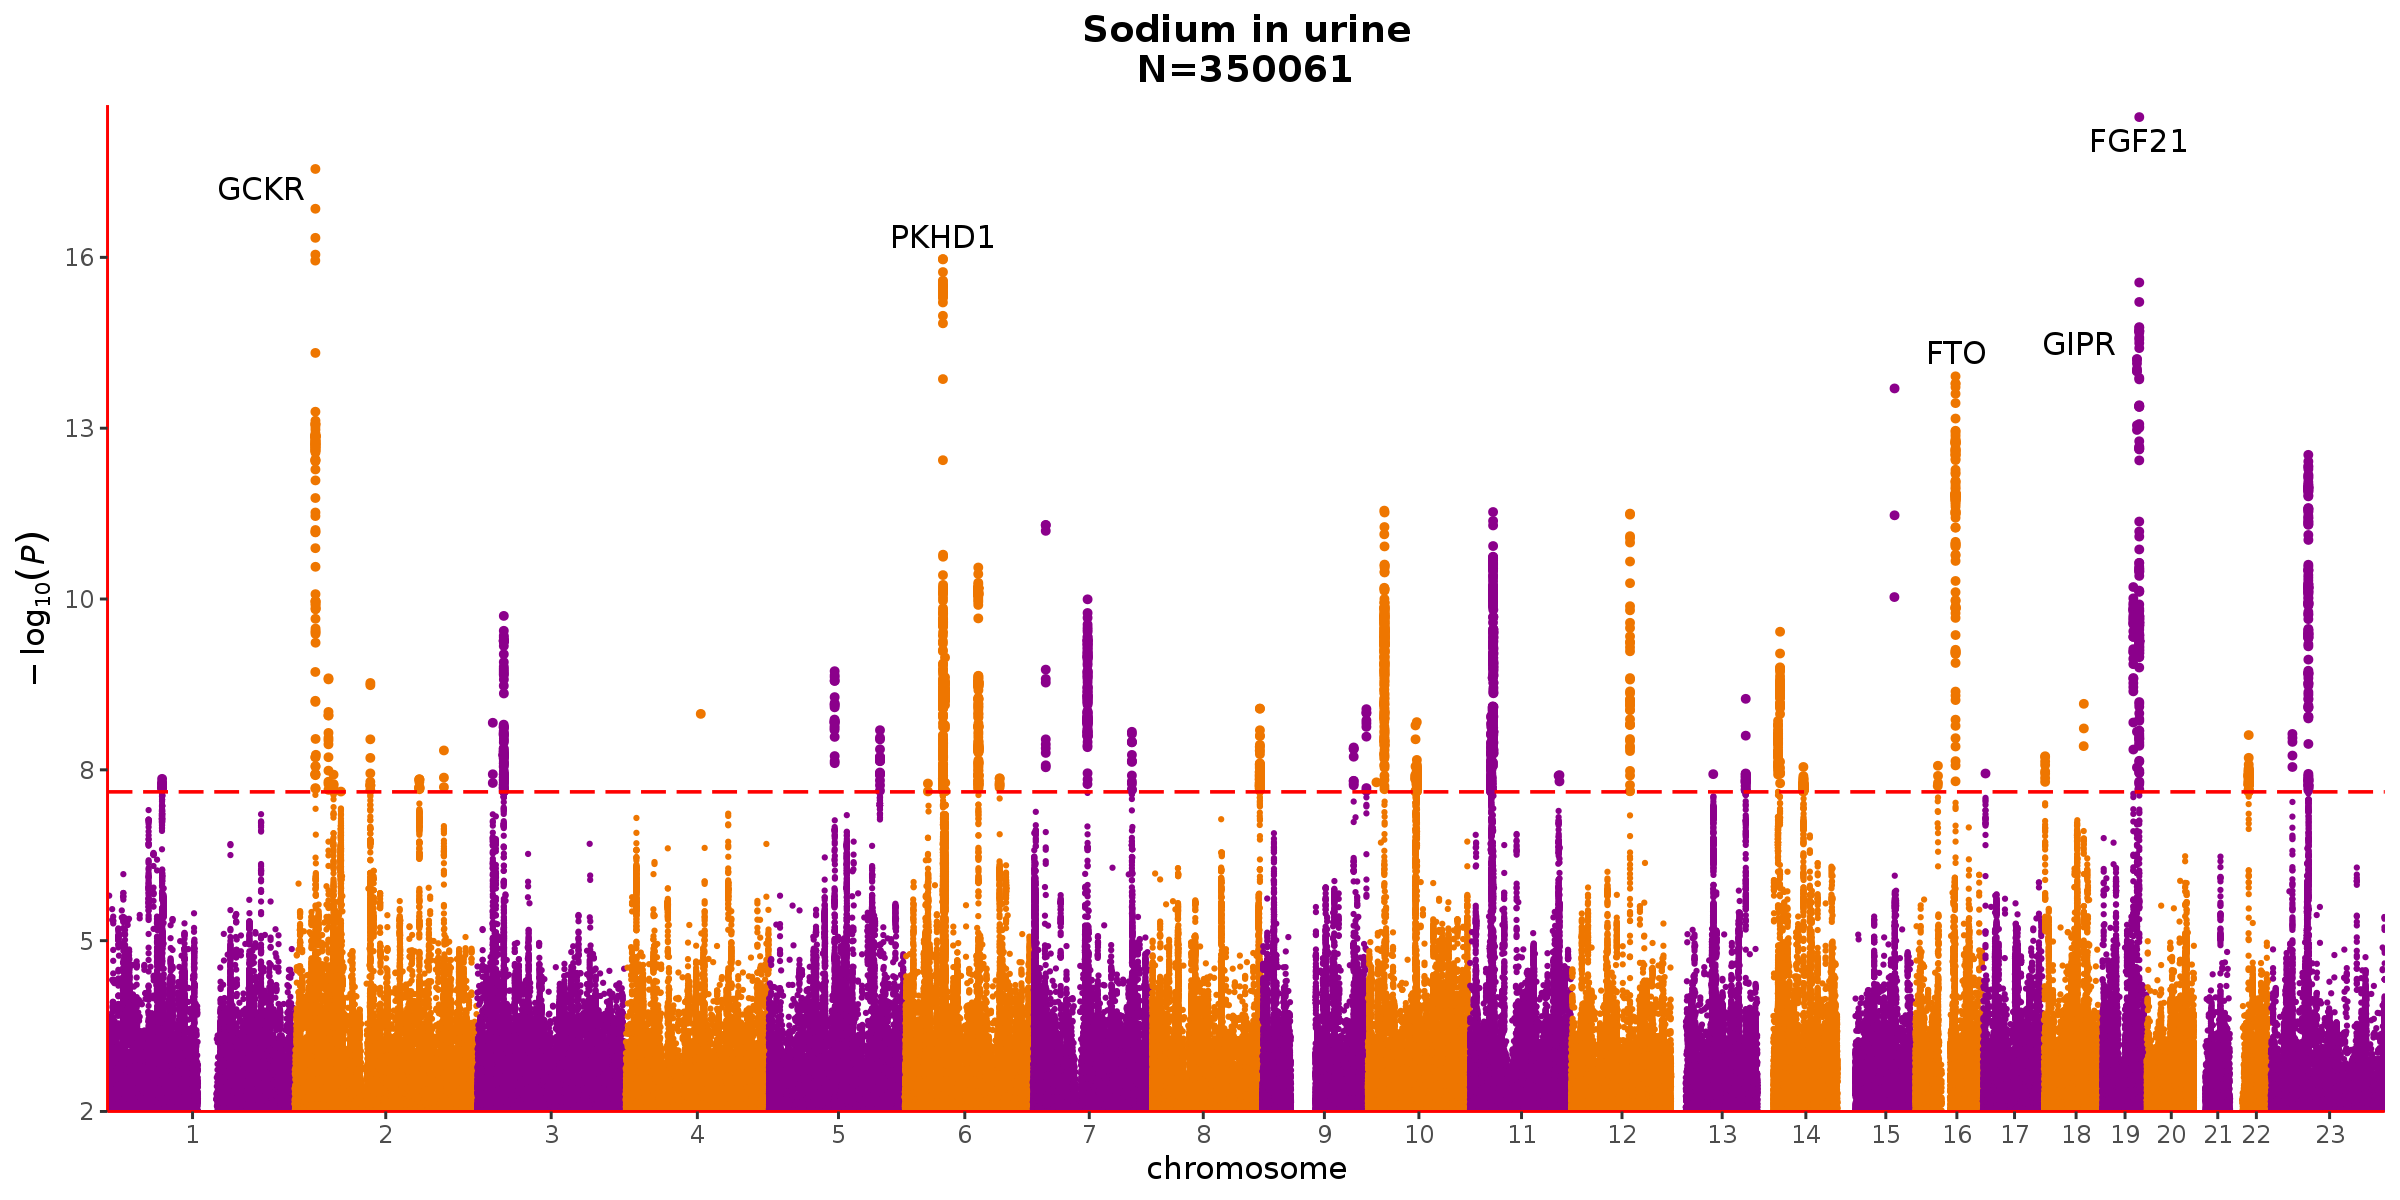 Sodium in urine
N=350061
FGF21
GCKR
PKHD1
GIPR
FTO
16
13
10
8
5
2
−log₁₀(P)
1 2 3 4 5 6 7 8 9 10 11 12 13 14 15 16 17 18 19 20 21 22 23
chromosome